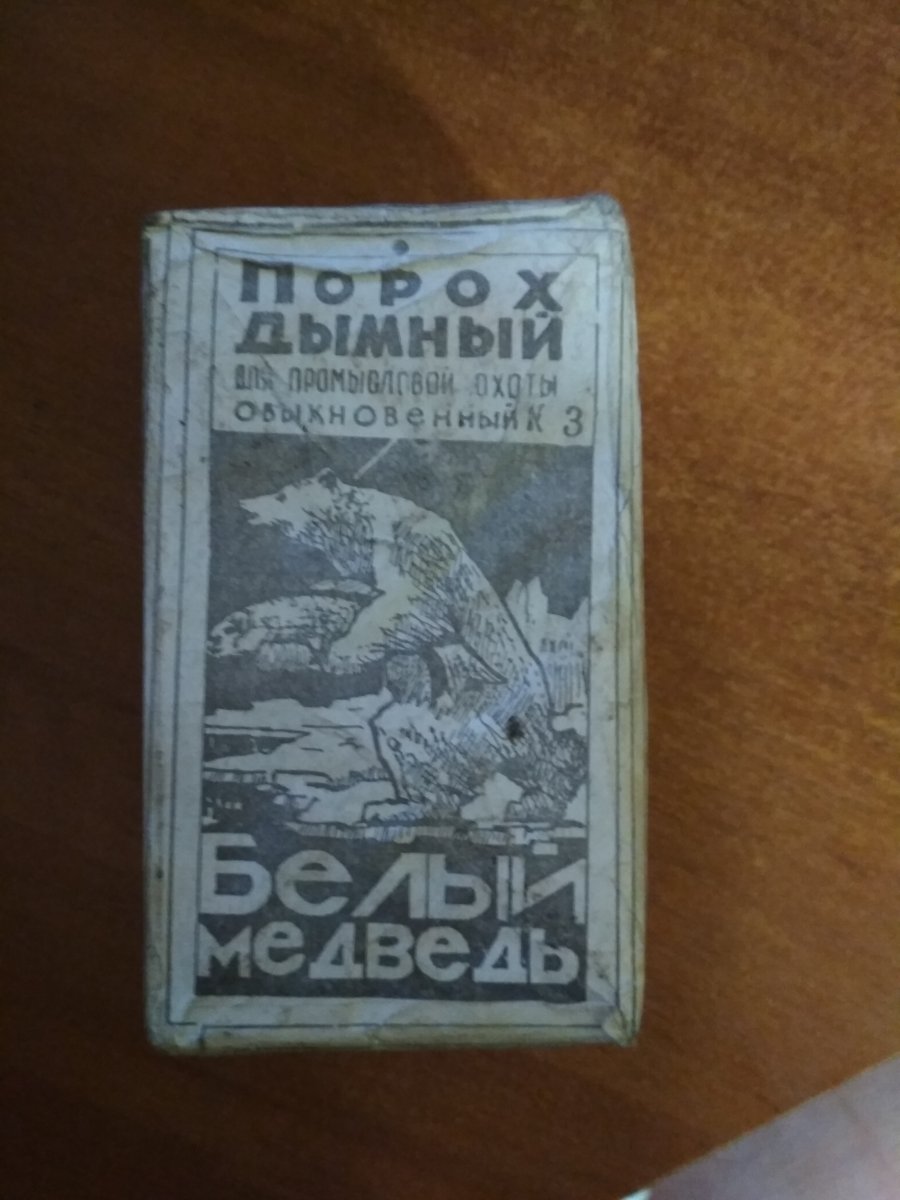 Порох
дымный
для промысловой охоты
обыкновенный N 3
Белый
медведь